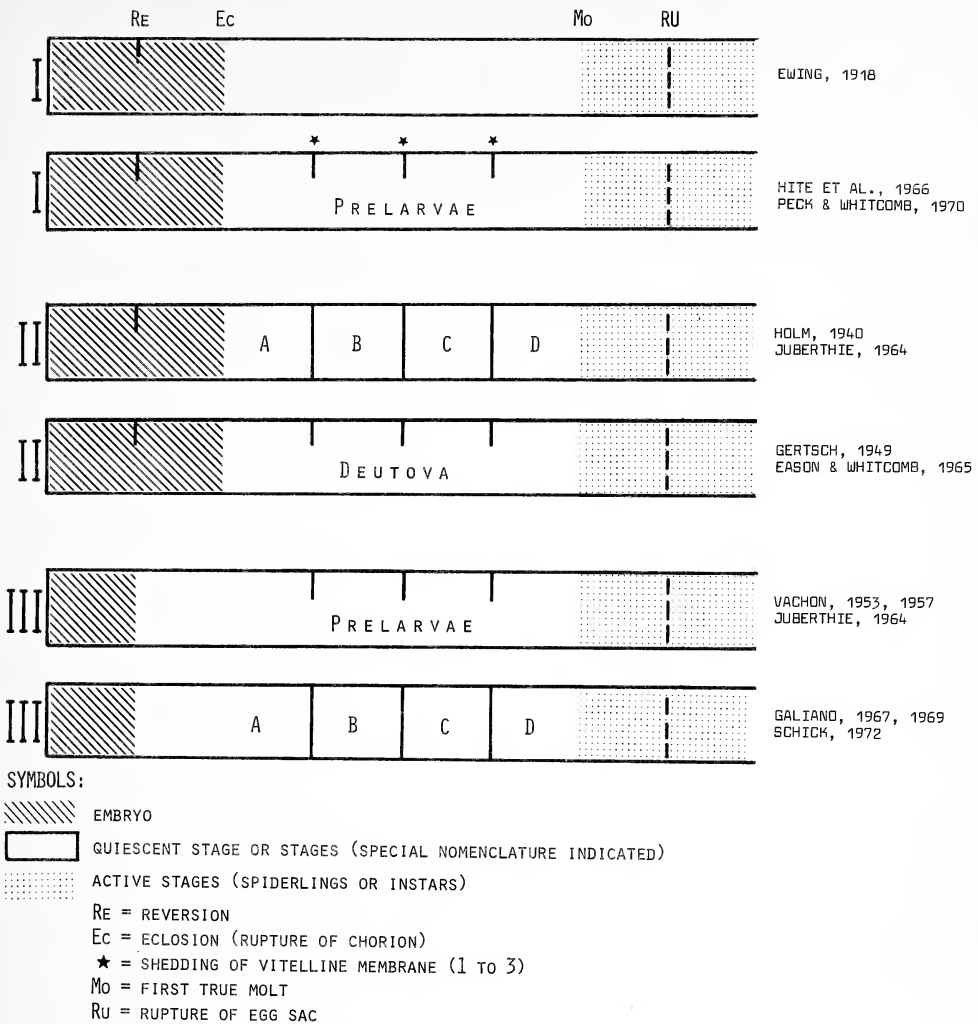 RE EC MO RU
I EWING, 1918
★ ★ ★
I PRELARVAE HITE ET AL., 1966
PECK & WHITCOMB, 1970
II A B C D HOLM, 1940
JUBERTHIE, 1964
II DEUTOVA GERTSCH, 1949
EASON & WHITCOMB, 1965
III PRELARVAE VACHON, 1953, 1957
JUBERTHIE, 1964
III A B C D GALIANO, 1967, 1969
SCHICK, 1972
SYMBOLS:
EMBRYO
QUIESCENT STAGE OR STAGES (SPECIAL NOMENCLATURE INDICATED)
ACTIVE STAGES (SPIDERLINGS OR INSTARS)
RE = REVERSION
EC = ECLOSION (RUPTURE OF CHORION)
★ = SHEDDING OF VITELLINE MEMBRANE (1 TO 3)
MO = FIRST TRUE MOLT
RU = RUPTURE OF EGG SAC